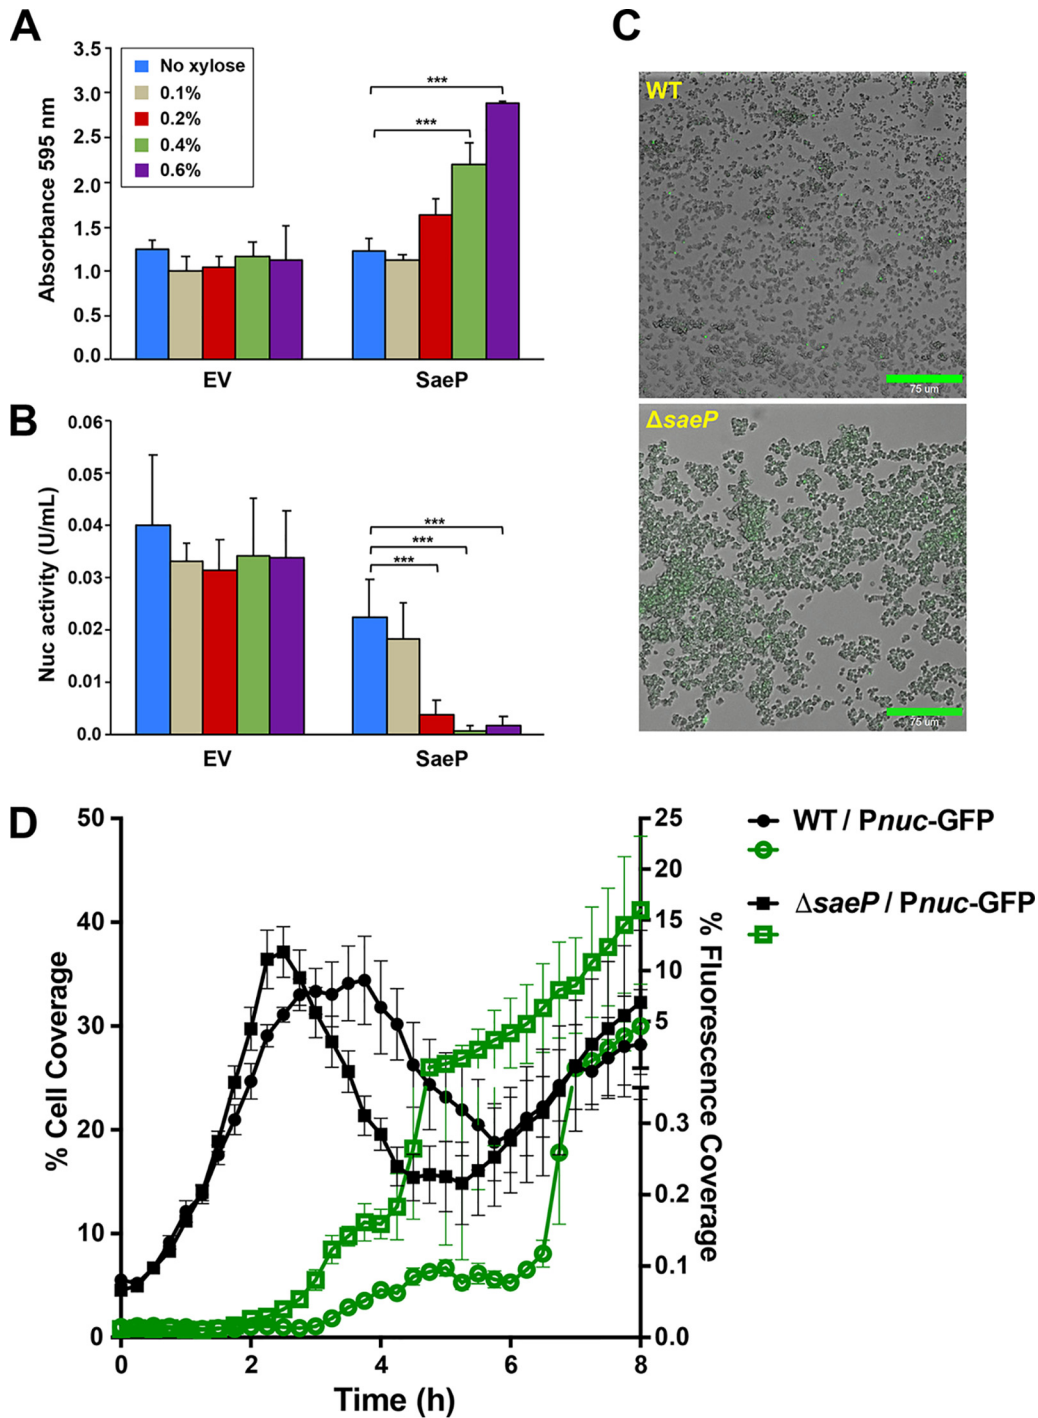 A
Absorbance 595 nm
3.5
3.0
2.5
2.0
1.5
1.0
0.5
0.0
No xylose
0.1%
0.2%
0.4%
0.6%
***
***
EV
SaeP
B
Nuc activity (U/mL)
0.06
0.05
0.04
0.03
0.02
0.01
0.0
***
***
***
EV
SaeP
C
WT
75 um
ΔsaeP
75 um
D
% Cell Coverage
50
40
30
20
10
0
0
2
4
6
8
Time (h)
25
20
15
10
5
0.3
0.2
0.1
0.0
% Fluorescence Coverage
WT / Pnuc-GFP
ΔsaeP / Pnuc-GFP